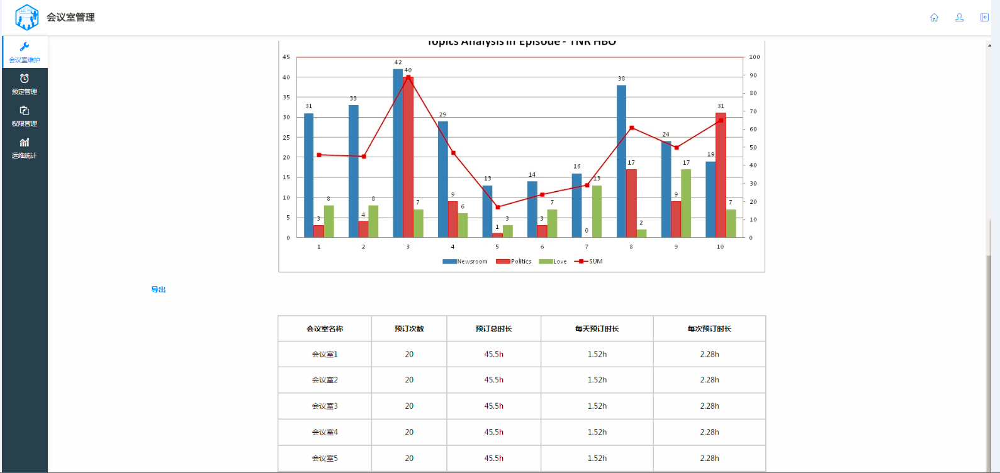 会议室管理
会议室维护
预定管理
权限管理
运维统计
Topics Analysis in Episode - TNR HBO
45
40
35
30
25
20
15
10
5
0
100
90
80
70
60
50
40
30
20
10
0
31 3 8
33 4 8
42 40 7
29 9 6
13 1 3
14 3 7
16 0 13
38 17 2
24 9 17
19 31 7
1 2 3 4 5 6 7 8 9 10
Newsroom Politics Love SUM
导出
会议室名称 预订次数 预订总时长 每天预订时长 每次预订时长
会议室1 20 45.5h 1.52h 2.28h
会议室2 20 45.5h 1.52h 2.28h
会议室3 20 45.5h 1.52h 2.28h
会议室4 20 45.5h 1.52h 2.28h
会议室5 20 45.5h 1.52h 2.28h